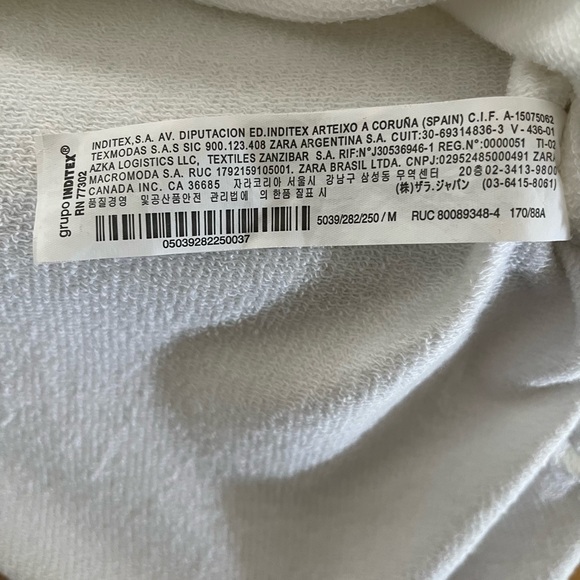 grupo INDITEX®
RN 77302
INDITEX,S.A. AV. DIPUTACION ED.INDITEX ARTEIXO A CORUÑA (SPAIN) C.I.F. A-15075062
TEXMODAS S.A.S SIC 900.123.408 ZARA ARGENTINA S.A. CUIT:30-69314836-3 V-436-01
AZKA LOGISTICS LLC, TEXTILES ZANZIBAR S.A. RIF:N°J30536946-1 REG.N°:0000051 TI-02
MACROMODA S.A. RUC 1792159105001. ZARA BRASIL LTDA. CNPJ:02952485000491 ZARA
CANADA INC. CA 36685 자라코리아 서울시 강남구 삼성동 무역센터 20층 02-3413-9800
品질경영 및공산품안전 관리법에 의한품 질표시 (株)ザラ.ジャパン (03-6415-8061)
05039282250037
5039/282/250/M RUC 80089348-4 170/88A